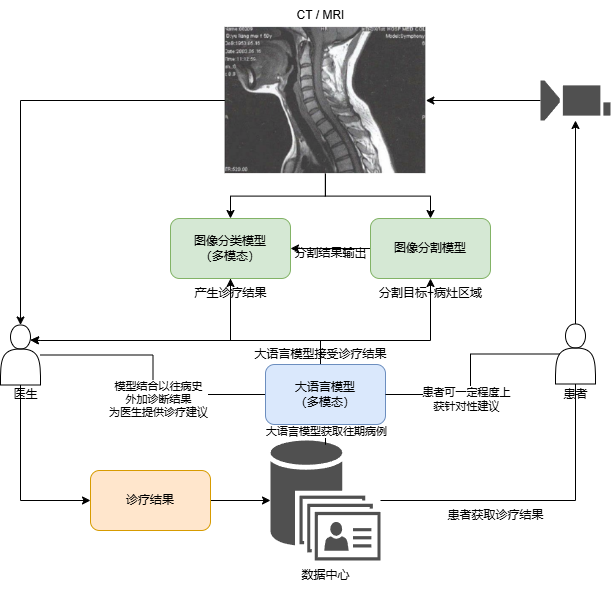 CT / MRI
Model:Symphony
图像分类模型
（多模态）
分割结果输出
图像分割模型
产生诊疗结果
分割目标--病灶区域
大语言模型接受诊疗结果
医生
模型结合以往病史
外加诊断结果
为医生提供诊疗建议
大语言模型
（多模态）
患者可一定程度上
获针对性建议
患者
大语言模型获取往期病例
诊疗结果
患者获取诊疗结果
数据中心